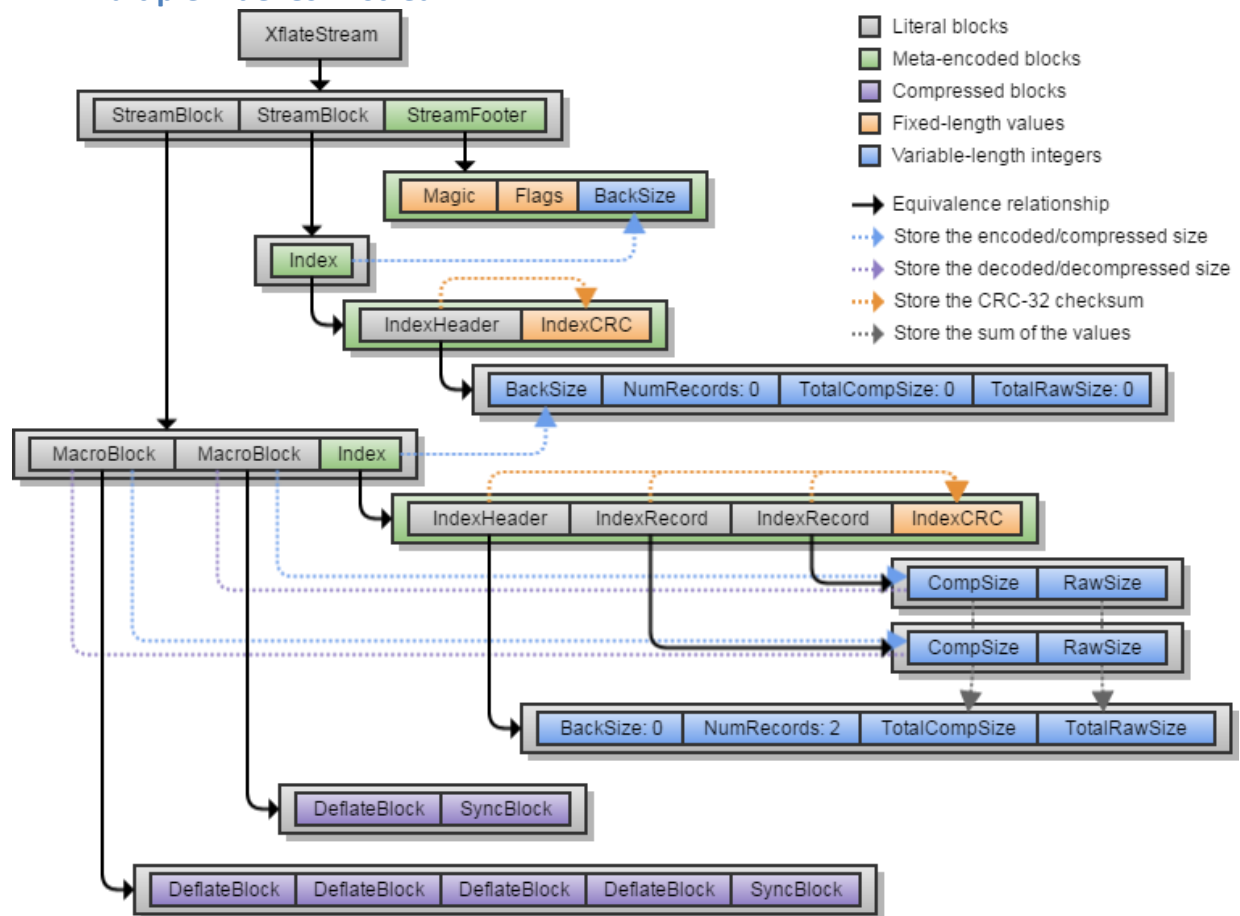 XflateStream
Literal blocks
Meta-encoded blocks
Compressed blocks
Fixed-length values
Variable-length integers
Equivalence relationship
Store the encoded/compressed size
Store the decoded/decompressed size
Store the CRC-32 checksum
Store the sum of the values
StreamBlock StreamBlock StreamFooter
Magic Flags BackSize
Index
IndexHeader IndexCRC
BackSize NumRecords: 0 TotalCompSize: 0 TotalRawSize: 0
MacroBlock MacroBlock Index
IndexHeader IndexRecord IndexRecord IndexCRC
CompSize RawSize
CompSize RawSize
BackSize: 0 NumRecords: 2 TotalCompSize TotalRawSize
DeflateBlock SyncBlock
DeflateBlock DeflateBlock DeflateBlock DeflateBlock SyncBlock